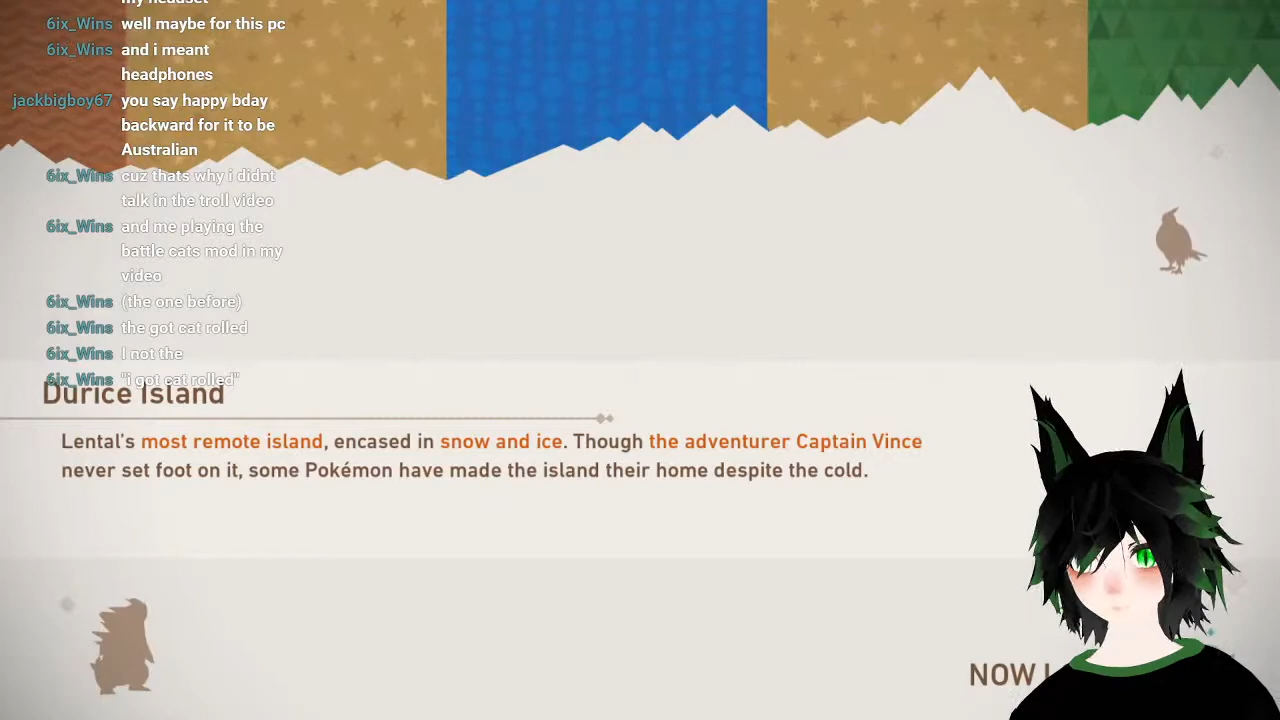 my headset
6ix_Wins well maybe for this pc
6ix_Wins and i meant
headphones
jackbigboy67 you say happy bday
backward for it to be
Australian
6ix_Wins cuz thats why i didnt
talk in the troll video
6ix_Wins and me playing the
battle cats mod in my
video
6ix_Wins (the one before)
6ix_Wins the got cat rolled
6ix_Wins I not the
6ix_Wins "i got cat rolled"
Durice Island
Lental's most remote island, encased in snow and ice. Though the adventurer Captain Vince
never set foot on it, some Pokémon have made the island their home despite the cold.
NOW